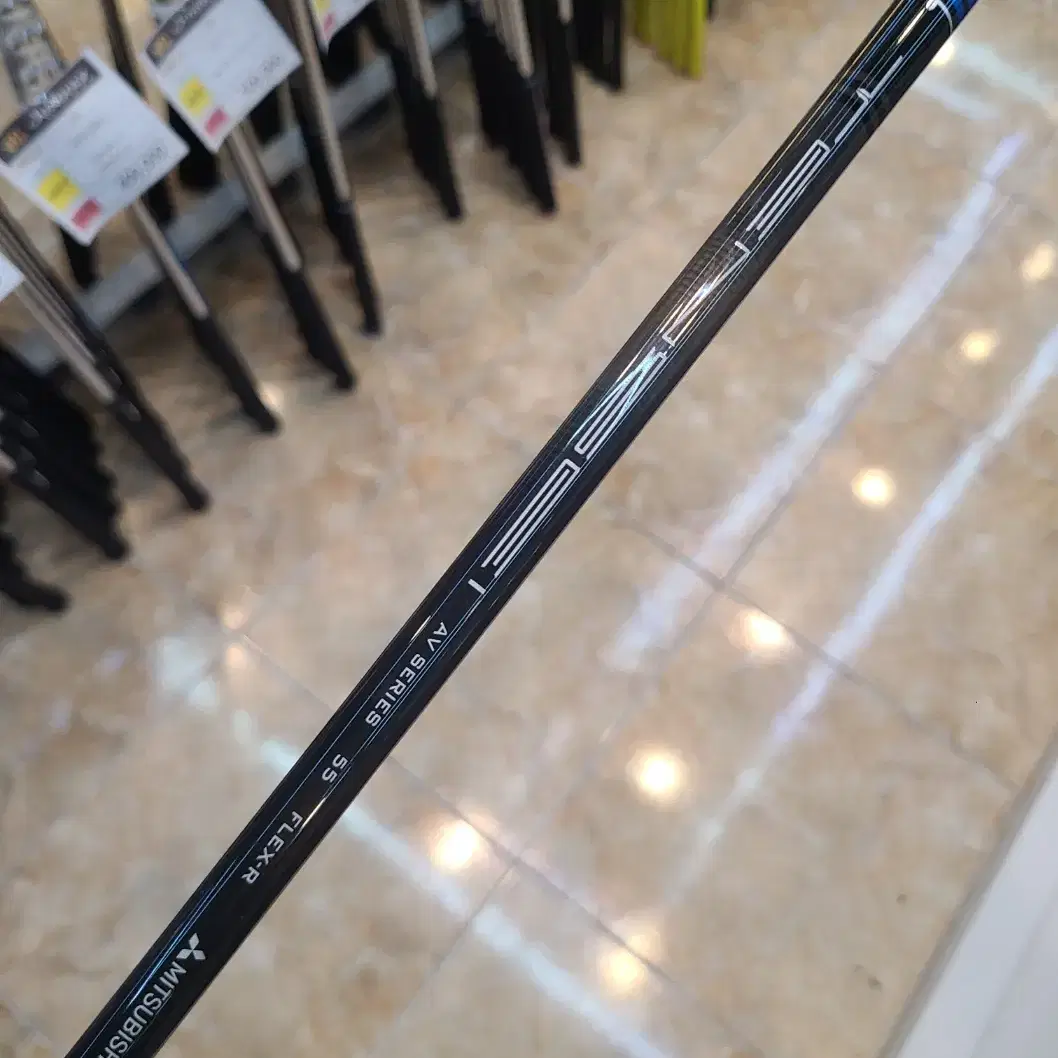 TENSEI
AV SERIES 55 FLEX-R
MITSUBISH